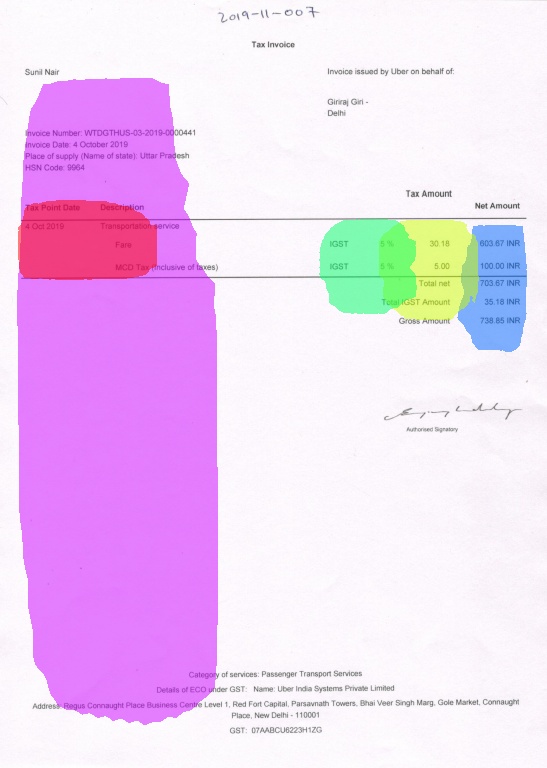 2019-11-007
Tax Invoice
Sunil Nair
Invoice issued by Uber on behalf of:
Giriraj Giri -
Delhi
Invoice Number: WTDGTHUS-03-2019-0000441
Invoice Date: 4 October 2019
Place of supply (Name of state): Uttar Pradesh
HSN Code: 9964
Tax Amount
Tax Point Date Description Net Amount
4 Oct 2019 Transportation service
Fare IGST 5 % 30.18 603.67 INR
MCD Tax (Inclusive of taxes) IGST 5 % 5.00 100.00 INR
Total net 703.67 INR
Total IGST Amount 35.18 INR
Gross Amount 738.85 INR
Authorised Signatory
Category of services: Passenger Transport Services
Details of ECO under GST: Name: Uber India Systems Private Limited
Address: Regus Connaught Place Business Centre Level 1, Red Fort Capital, Parsavnath Towers, Bhai Veer Singh Marg, Gole Market, Connaught
Place, New Delhi - 110001
GST: 07AABCU6223H1ZG